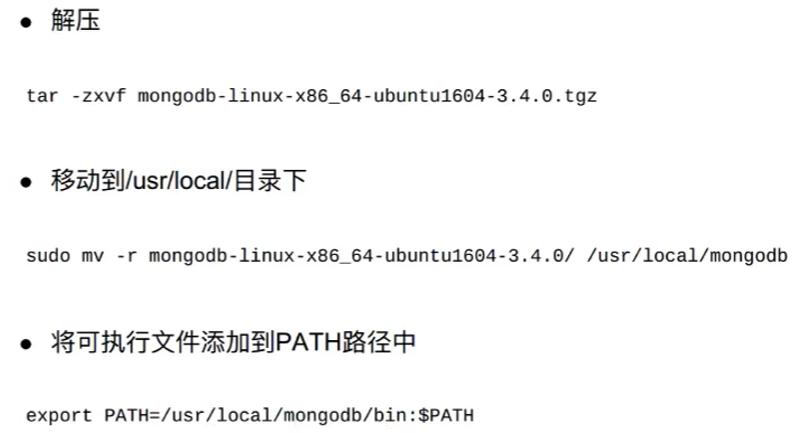 ● 解压
tar -zxvf mongodb-linux-x86_64-ubuntu1604-3.4.0.tgz
● 移动到/usr/local/目录下
sudo mv -r mongodb-linux-x86_64-ubuntu1604-3.4.0/ /usr/local/mongodb
● 将可执行文件添加到PATH路径中
export PATH=/usr/local/mongodb/bin:$PATH